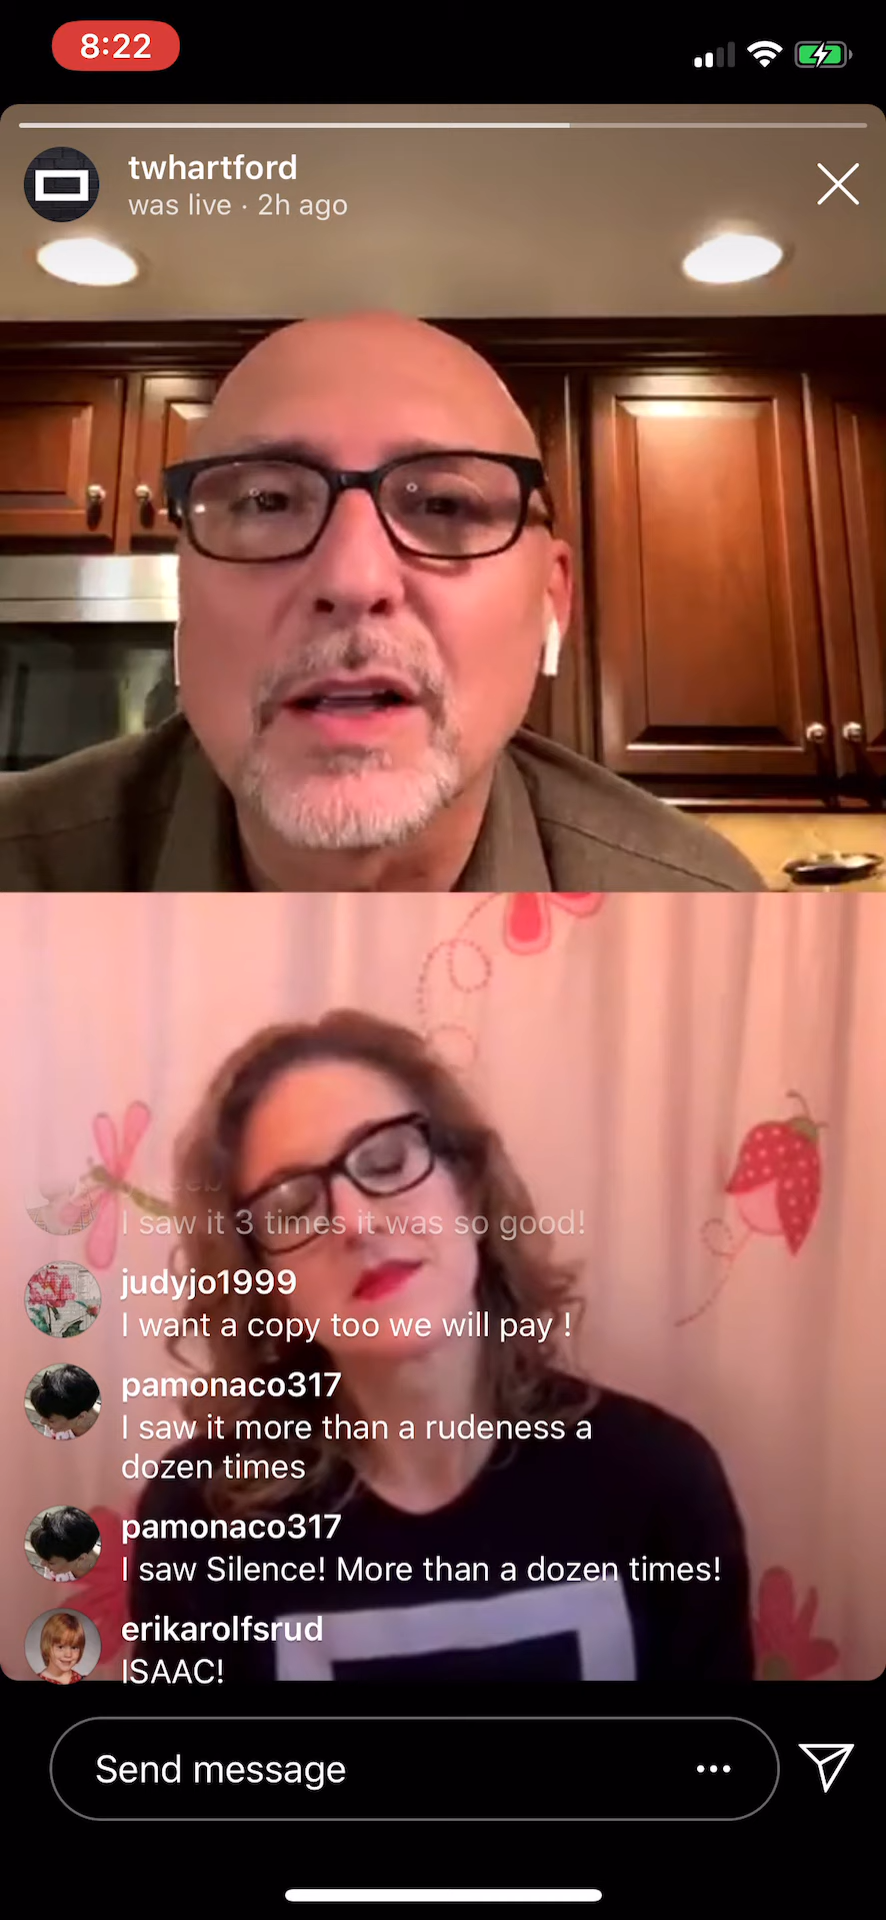 8:22
twhartford
was live · 2h ago
I saw it 3 times it was so good!
judyjo1999
I want a copy too we will pay !
pamonaco317
I saw it more than a rudeness a
dozen times
pamonaco317
I saw Silence! More than a dozen times!
erikarolfsrud
ISAAC!
Send message